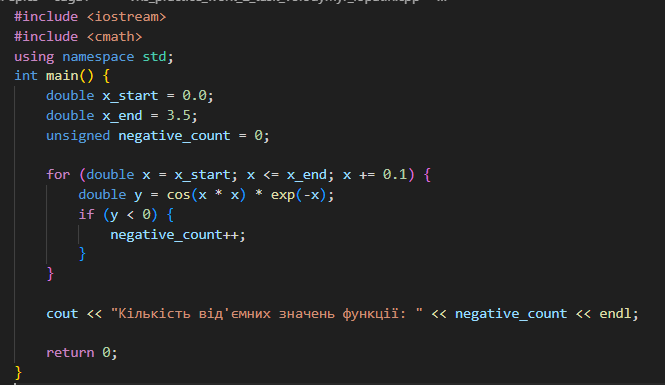 #include <iostream>
#include <cmath>
using namespace std;
int main() {
    double x_start = 0.0;
    double x_end = 3.5;
    unsigned negative_count = 0;

    for (double x = x_start; x <= x_end; x += 0.1) {
        double y = cos(x * x) * exp(-x);
        if (y < 0) {
            negative_count++;
        }
    }

    cout << "Кількість від'ємних значень функції: " << negative_count << endl;

    return 0;
}